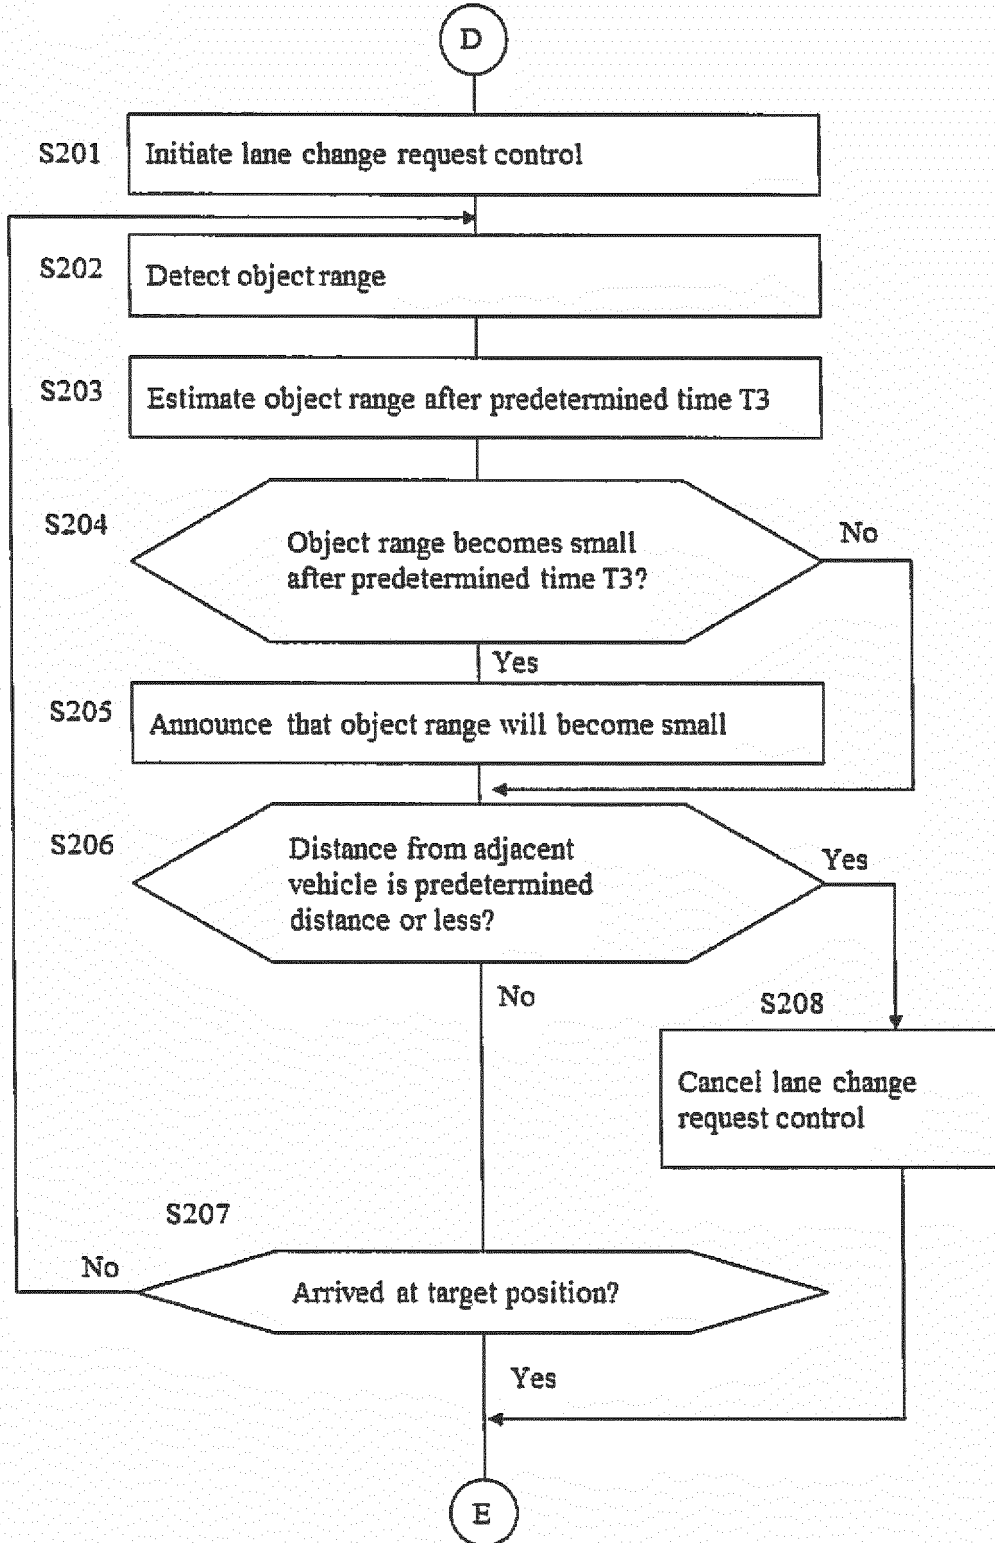 D
S201
Initiate lane change request control
S202
Detect object range
S203
Estimate object range after predetermined time T3
S204
Object range becomes small
after predetermined time T3?
No
Yes
S205
Announce that object range will become small
S206
Distance from adjacent
vehicle is predetermined
distance or less?
Yes
No
S208
Cancel lane change
request control
S207
No
Arrived at target position?
Yes
E